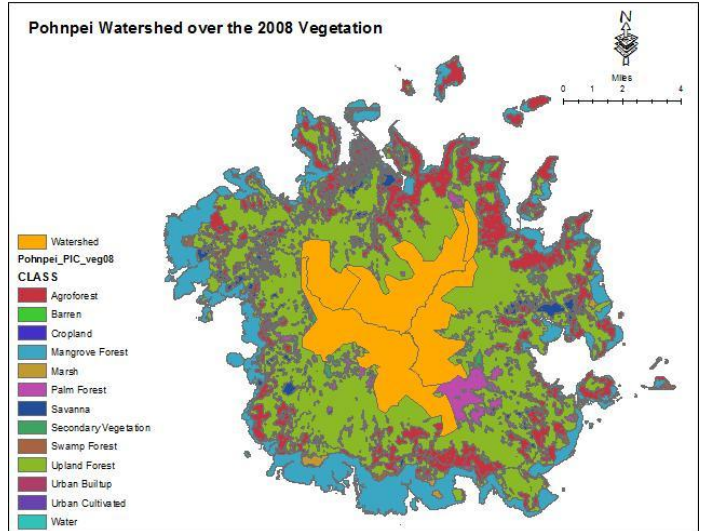 Pohnpei Watershed over the 2008 Vegetation
N
Miles
0 2 4
Watershed
Pohnpei_PIC_veg08
CLASS
Agroforest
Barren
Cropland
Mangrove Forest
Marsh
Palm Forest
Savanna
Secondary Vegetation
Swamp Forest
Upland Forest
Urban Builtup
Urban Cultivated
Water